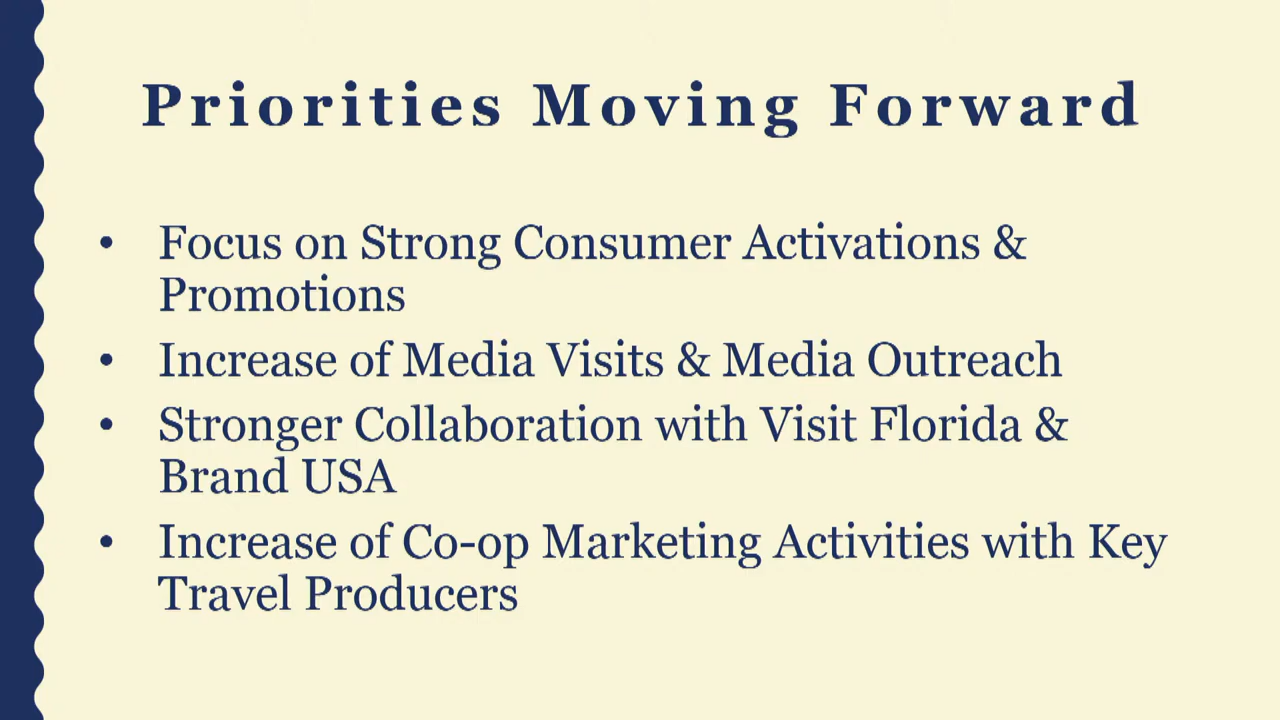 Priorities Moving Forward
• Focus on Strong Consumer Activations &
Promotions
• Increase of Media Visits & Media Outreach
• Stronger Collaboration with Visit Florida &
Brand USA
• Increase of Co-op Marketing Activities with Key
Travel Producers